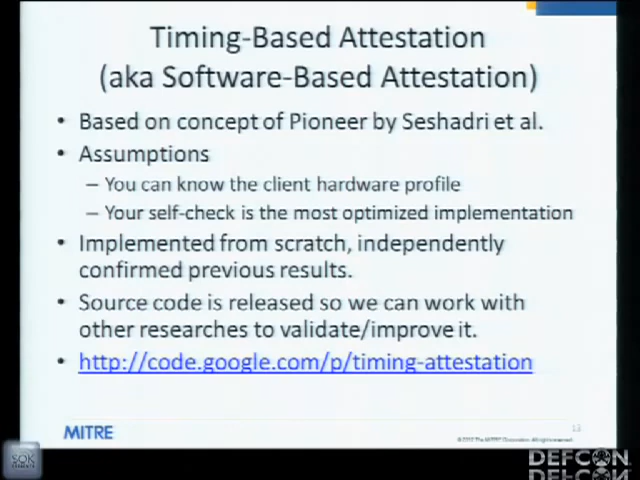 Timing-Based Attestation
(aka Software-Based Attestation)
• Based on concept of Pioneer by Seshadri et al.
• Assumptions
– You can know the client hardware profile
– Your self-check is the most optimized implementation
• Implemented from scratch, independently
confirmed previous results.
• Source code is released so we can work with
other researches to validate/improve it.
• http://code.google.com/p/timing-attestation
MITRE
13
DEFCON